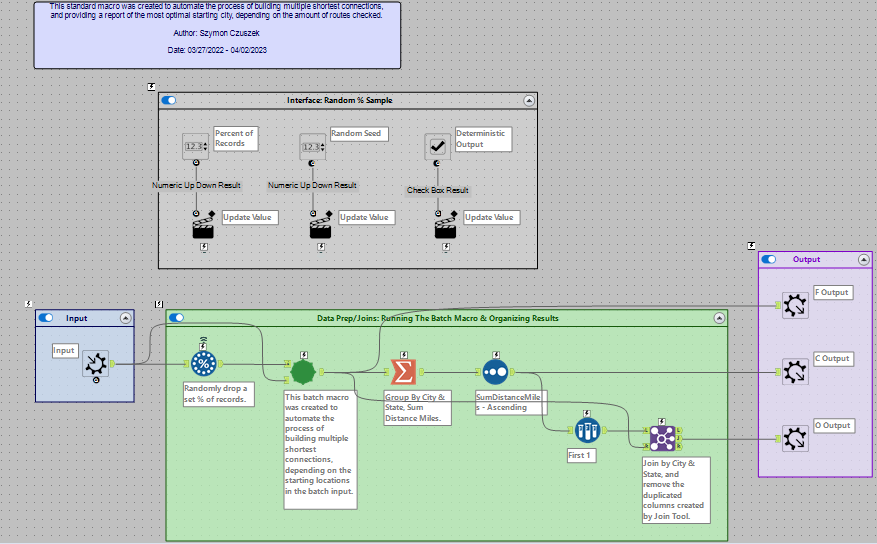 This standard macro was created to automate the process of building multiple shortest connections,
and providing a report of the most optimal starting city, depending on the amount of routes checked.
Author: Szymon Czuszek
Date: 03/27/2022 - 04/02/2023
Interface: Random % Sample
12.3
Percent of
Records
12.3
Random Seed
Deterministic
Output
Numeric Up Down Result
Numeric Up Down Result
Check Box Result
Update Value
Update Value
Update Value
Input
Input
Data Prep/Joins: Running The Batch Macro & Organizing Results
Randomly drop a
set % of records.
This batch macro
was created to
automate the
process of
building multiple
shortest
connections,
depending on the
starting locations
in the batch input.
Group By City &
State, Sum
Distance Miles.
SumDistanceMile
s - Ascending
First 1
L
J
R
Join by City &
State, and
remove the
duplicated
columns created
by Join Tool.
Output
F Output
C Output
O Output